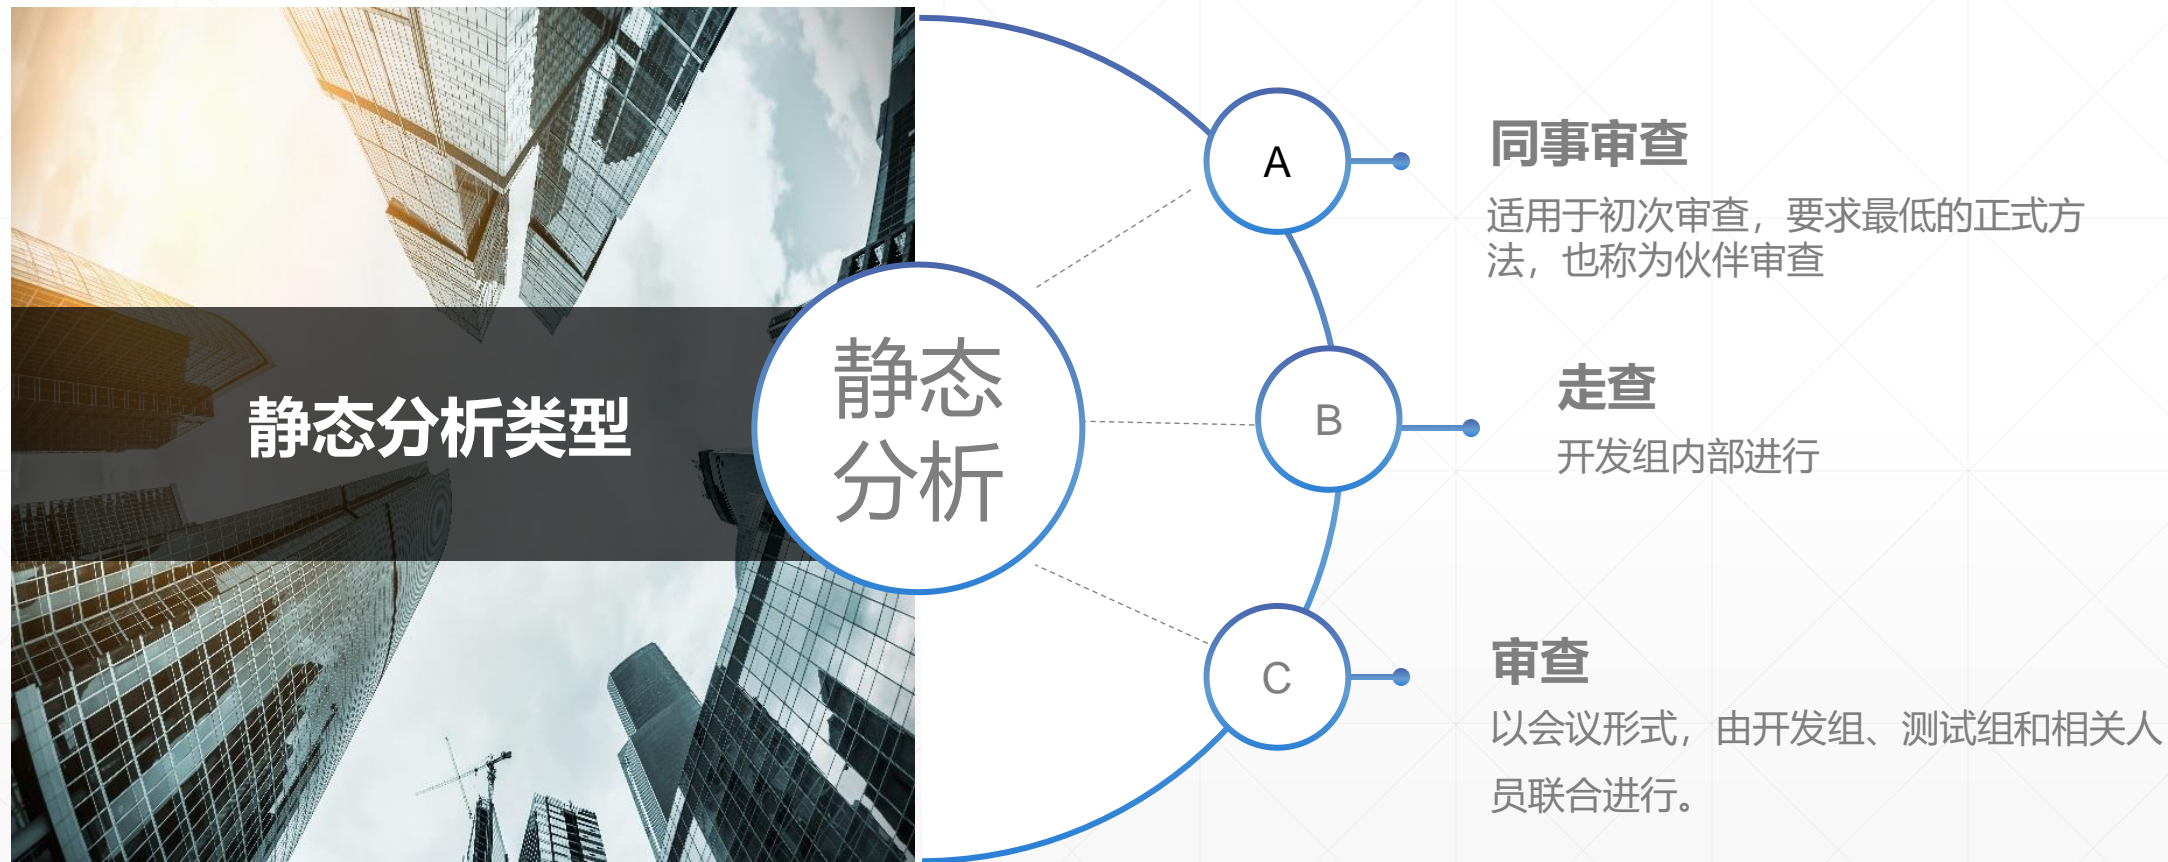 静态分析类型
静态
分析
A
同事审查
适用于初次审查，要求最低的正式方
法，也称为伙伴审查
B
走查
开发组内部进行
C
审查
以会议形式，由开发组、测试组和相关人
员联合进行。